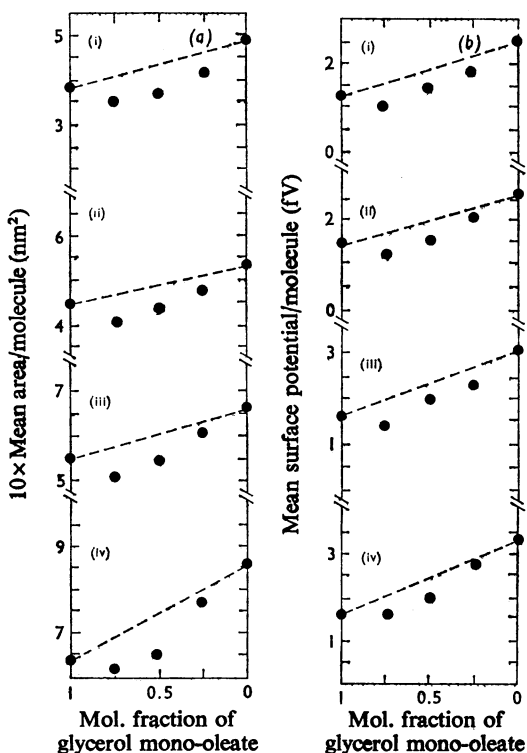 10×Mean area/molecule (nm²)
5
(i)
(a)
3
(ii)
6
4
(iii)
7
5
(iv)
9
7
1 0.5 0
Mol. fraction of
glycerol mono-oleate
Mean surface potential/molecule (fV)
(i)
(b)
2
0
(ii)
2
0
(iii)
3
1
(iv)
3
1
1 0.5 0
Mol. fraction of
glycerol mono-oleate